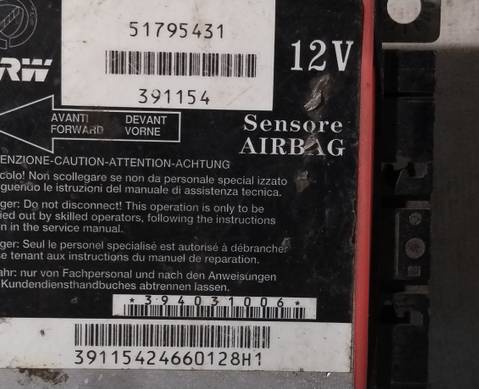 51795431
391154
12V
RW
AVANTI DEVANT
FORWARD VORNE
Sensore
AIRBAG
ENZIONE-CAUTION-ATTENTION-ACHTUNG
colo! Non scollegare se non da personale special izzato
guendo le istruzioni del manuale di assistenza tecnica.
ger: Do not disconnect! This operation is only to be
ied out by skilled operators, following the instructions
n in the service manual.
ger: Seul le personel specialisé est autorisé à débrancher
se tenant aux instructions du manuel de reparation.
ahr: nur von Fachpersonal und nach den Anweisungen
Kundendiensthandbuches abtrennen lassen.
*394031006*
39115424660128H1